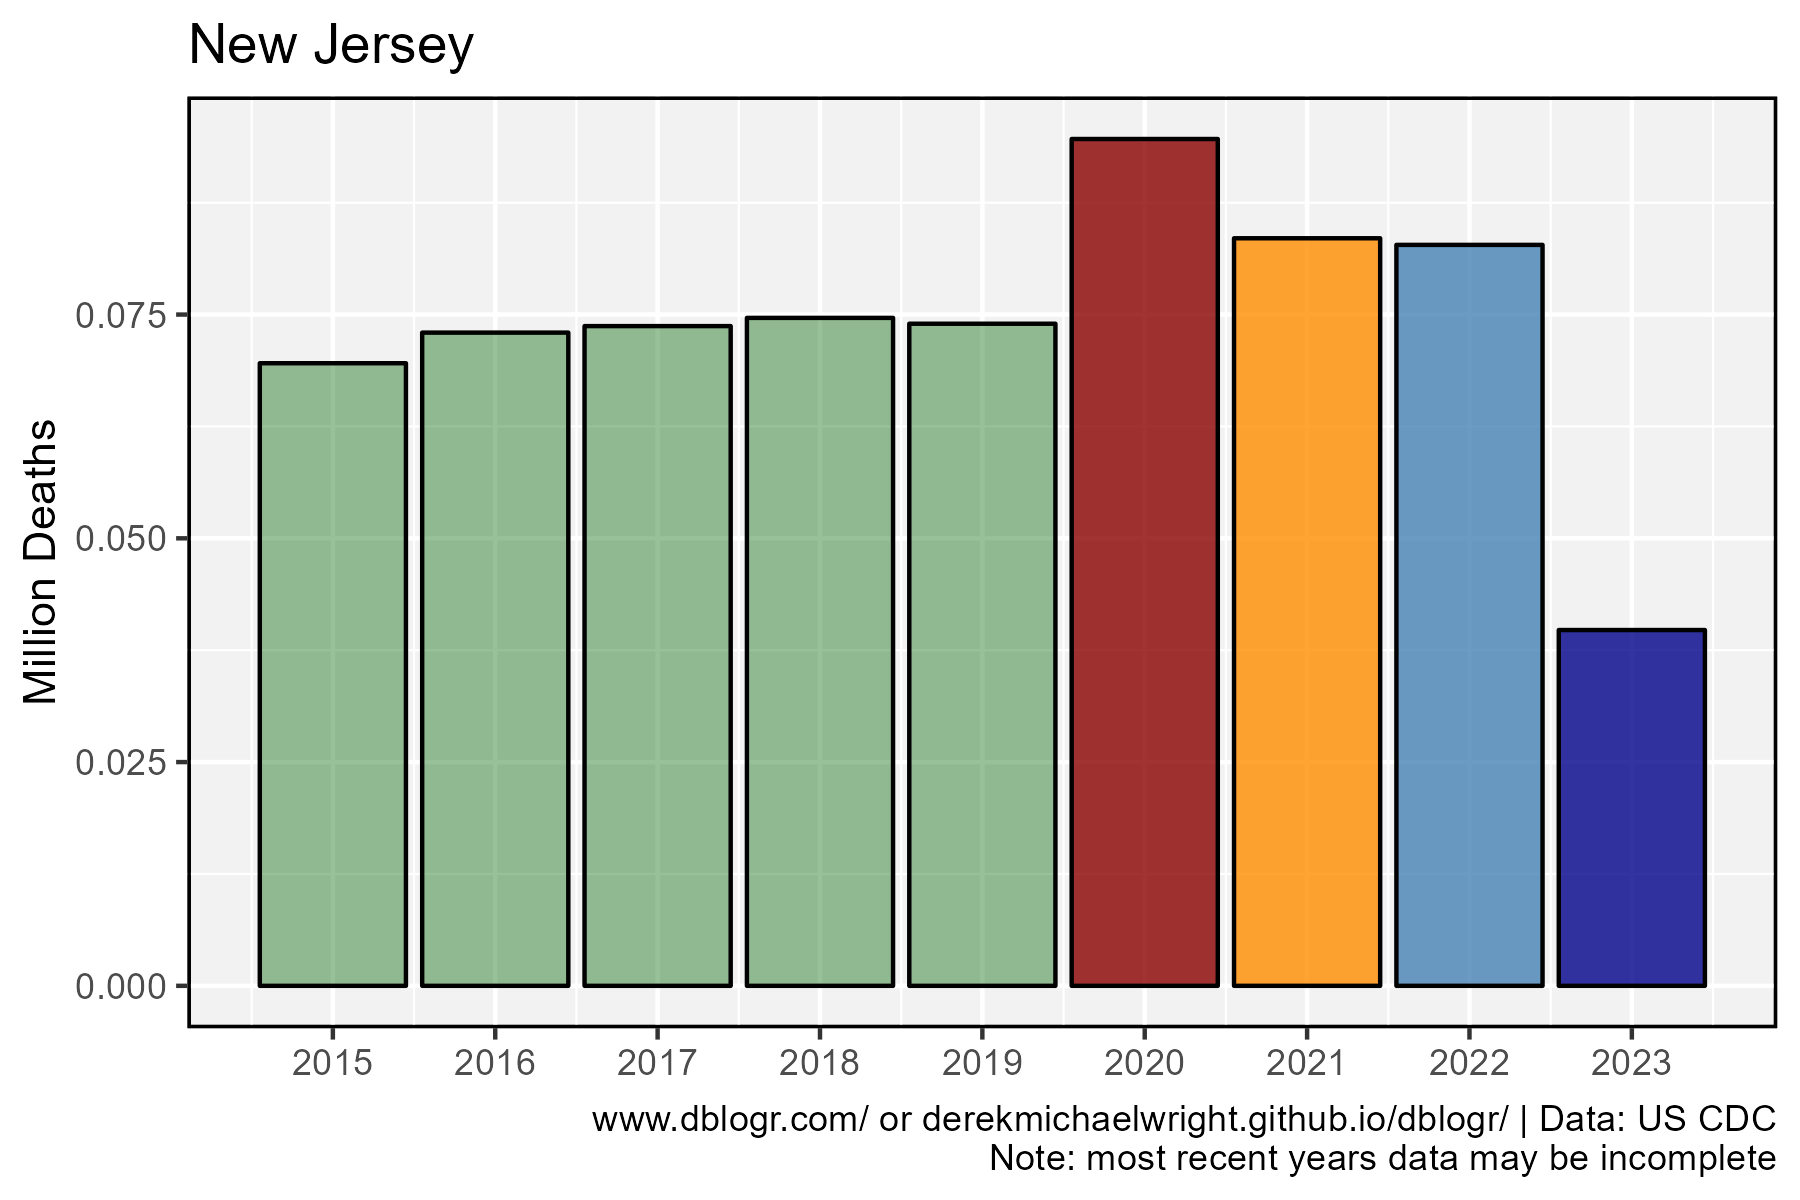 New Jersey
Million Deaths
0.075
0.050
0.025
0.000
2015 2016 2017 2018 2019 2020 2021 2022 2023
www.dblogr.com/ or derekmichaelwright.github.io/dblogr/ | Data: US CDC
Note: most recent years data may be incomplete